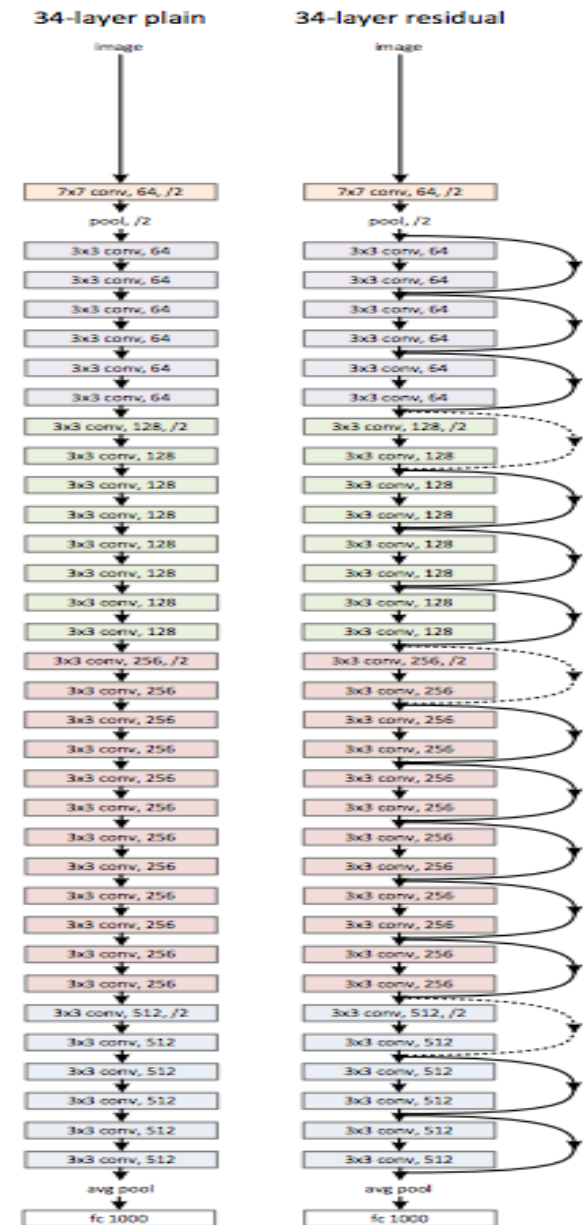 34-layer plain
image
7x7 conv, 64, /2
pool, /2
3x3 conv, 64
3x3 conv, 64
3x3 conv, 64
3x3 conv, 64
3x3 conv, 64
3x3 conv, 64
3x3 conv, 128, /2
3x3 conv, 128
3x3 conv, 128
3x3 conv, 128
3x3 conv, 128
3x3 conv, 128
3x3 conv, 128
3x3 conv, 128
3x3 conv, 256, /2
3x3 conv, 256
3x3 conv, 256
3x3 conv, 256
3x3 conv, 256
3x3 conv, 256
3x3 conv, 256
3x3 conv, 256
3x3 conv, 256
3x3 conv, 256
3x3 conv, 256
3x3 conv, 256
3x3 conv, 512, /2
3x3 conv, 512
3x3 conv, 512
3x3 conv, 512
3x3 conv, 512
3x3 conv, 512
avg pool
fc 1000
34-layer residual
image
7x7 conv, 64, /2
pool, /2
3x3 conv, 64
3x3 conv, 64
3x3 conv, 64
3x3 conv, 64
3x3 conv, 64
3x3 conv, 64
3x3 conv, 128, /2
3x3 conv, 128
3x3 conv, 128
3x3 conv, 128
3x3 conv, 128
3x3 conv, 128
3x3 conv, 128
3x3 conv, 128
3x3 conv, 256, /2
3x3 conv, 256
3x3 conv, 256
3x3 conv, 256
3x3 conv, 256
3x3 conv, 256
3x3 conv, 256
3x3 conv, 256
3x3 conv, 256
3x3 conv, 256
3x3 conv, 256
3x3 conv, 256
3x3 conv, 512, /2
3x3 conv, 512
3x3 conv, 512
3x3 conv, 512
3x3 conv, 512
3x3 conv, 512
avg pool
fc 1000